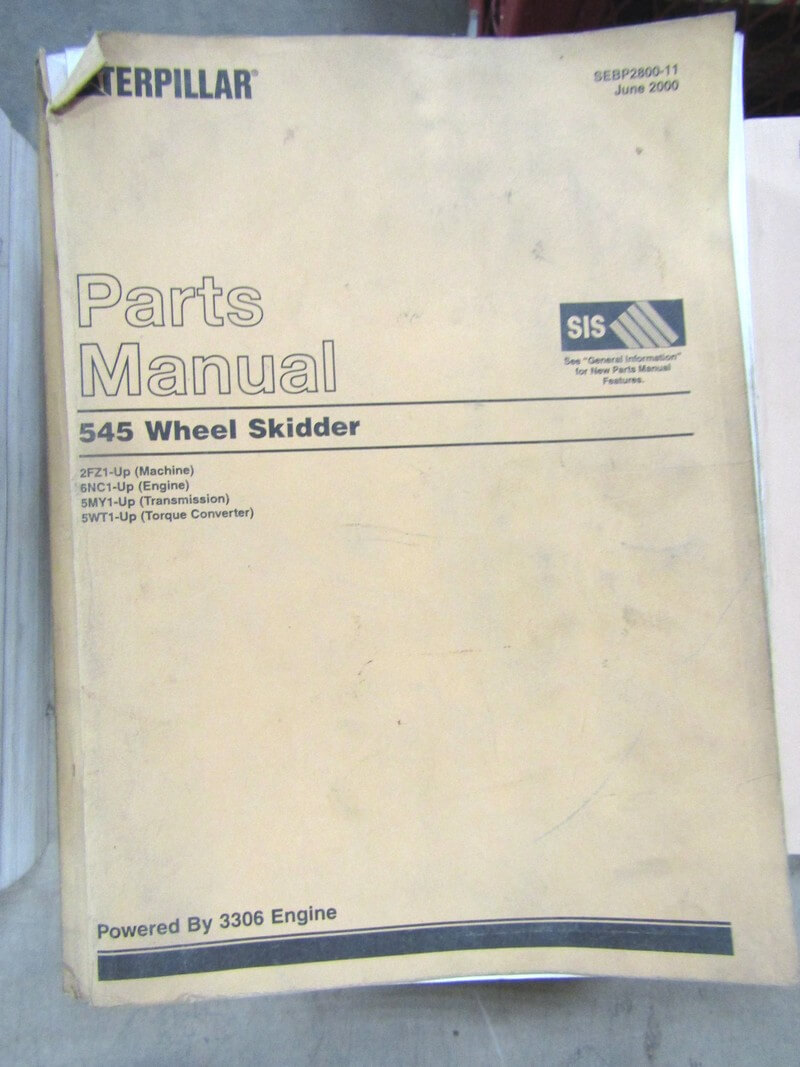 TERPILLAR®
SEBP2800-11
June 2000
Parts
Manual
SIS
See "General Information"
for New Parts Manual
Features.
545 Wheel Skidder
2FZ1-Up (Machine)
6NC1-Up (Engine)
5MY1-Up (Transmission)
5WT1-Up (Torque Converter)
Powered By 3306 Engine